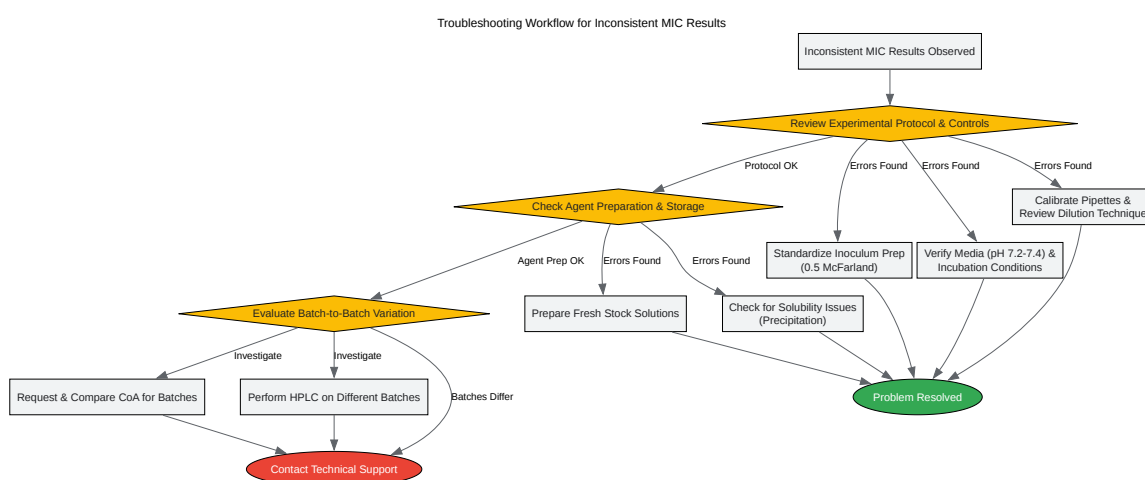 Troubleshooting Workflow for Inconsistent MIC Results
Inconsistent MIC Results Observed
Review Experimental Protocol & Controls
Protocol OK
Errors Found
Errors Found
Errors Found
Calibrate Pipettes &
Review Dilution Technique
Check Agent Preparation & Storage
Standardize Inoculum Prep
(0.5 McFarland)
Verify Media (pH 7.2-7.4) &
Incubation Conditions
Agent Prep OK
Errors Found
Errors Found
Evaluate Batch-to-Batch Variation
Prepare Fresh Stock Solutions
Check for Solubility Issues
(Precipitation)
Investigate
Investigate
Batches Differ
Request & Compare CoA for Batches
Perform HPLC on Different Batches
Problem Resolved
Contact Technical Support